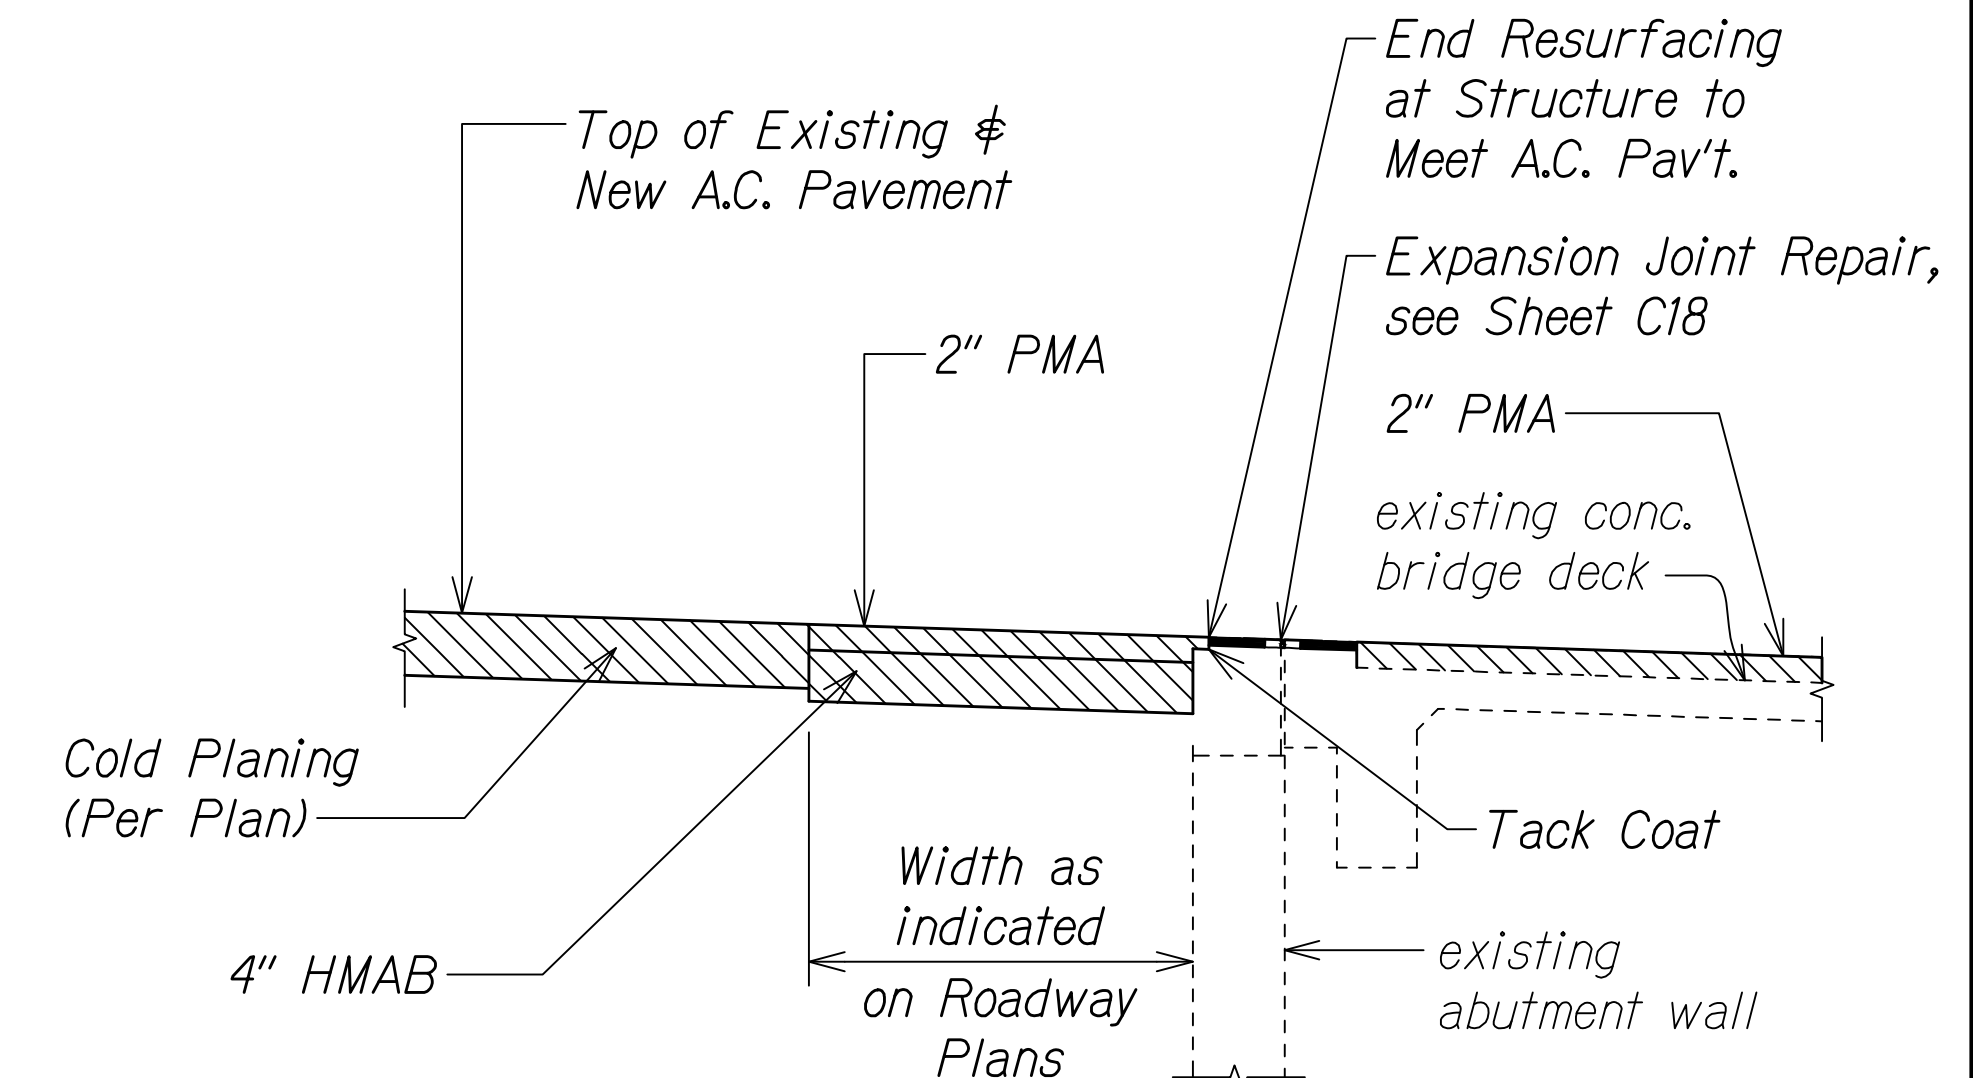 End Resurfacing
at Structure to
Meet A.C. Pav't.
Top of Existing &
New A.C. Pavement
Expansion Joint Repair,
see Sheet C18
2" PMA
2" PMA
existing conc.
bridge deck
Cold Planing
(Per Plan)
Tack Coat
Width as
indicated
on Roadway
Plans
4" HMAB
existing
abutment wall